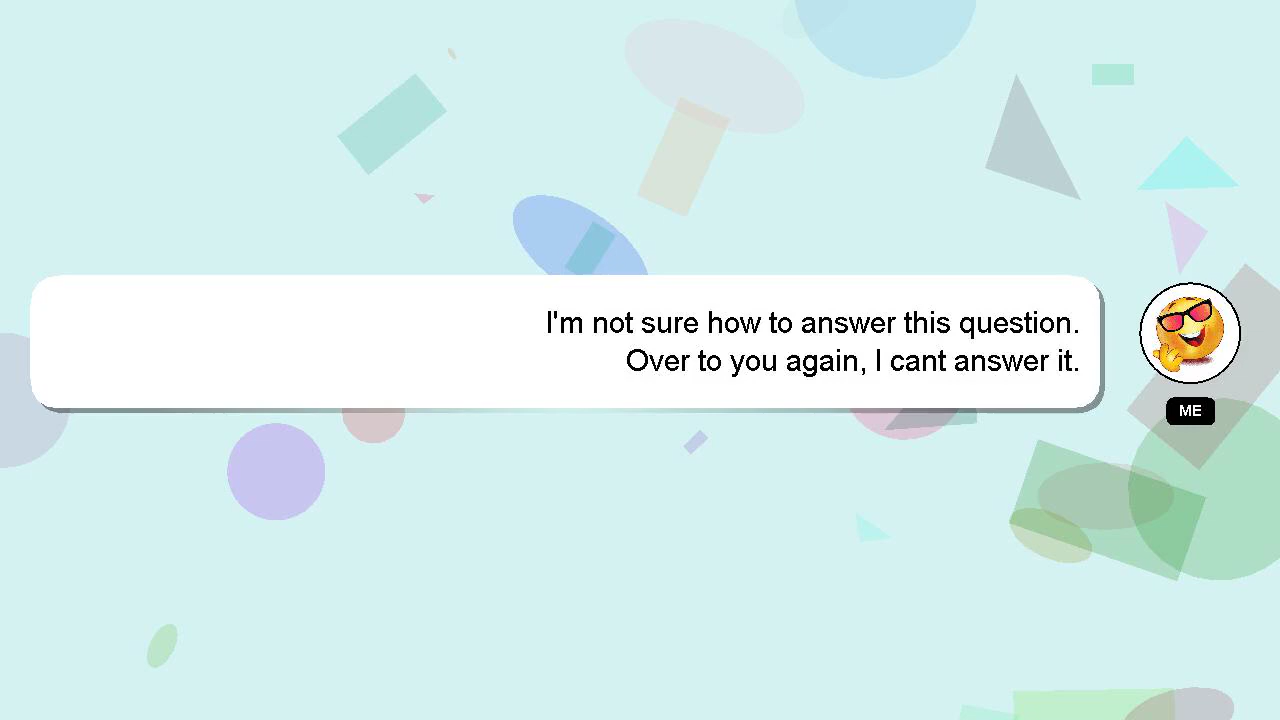 I'm not sure how to answer this question.
Over to you again, I cant answer it.
ME